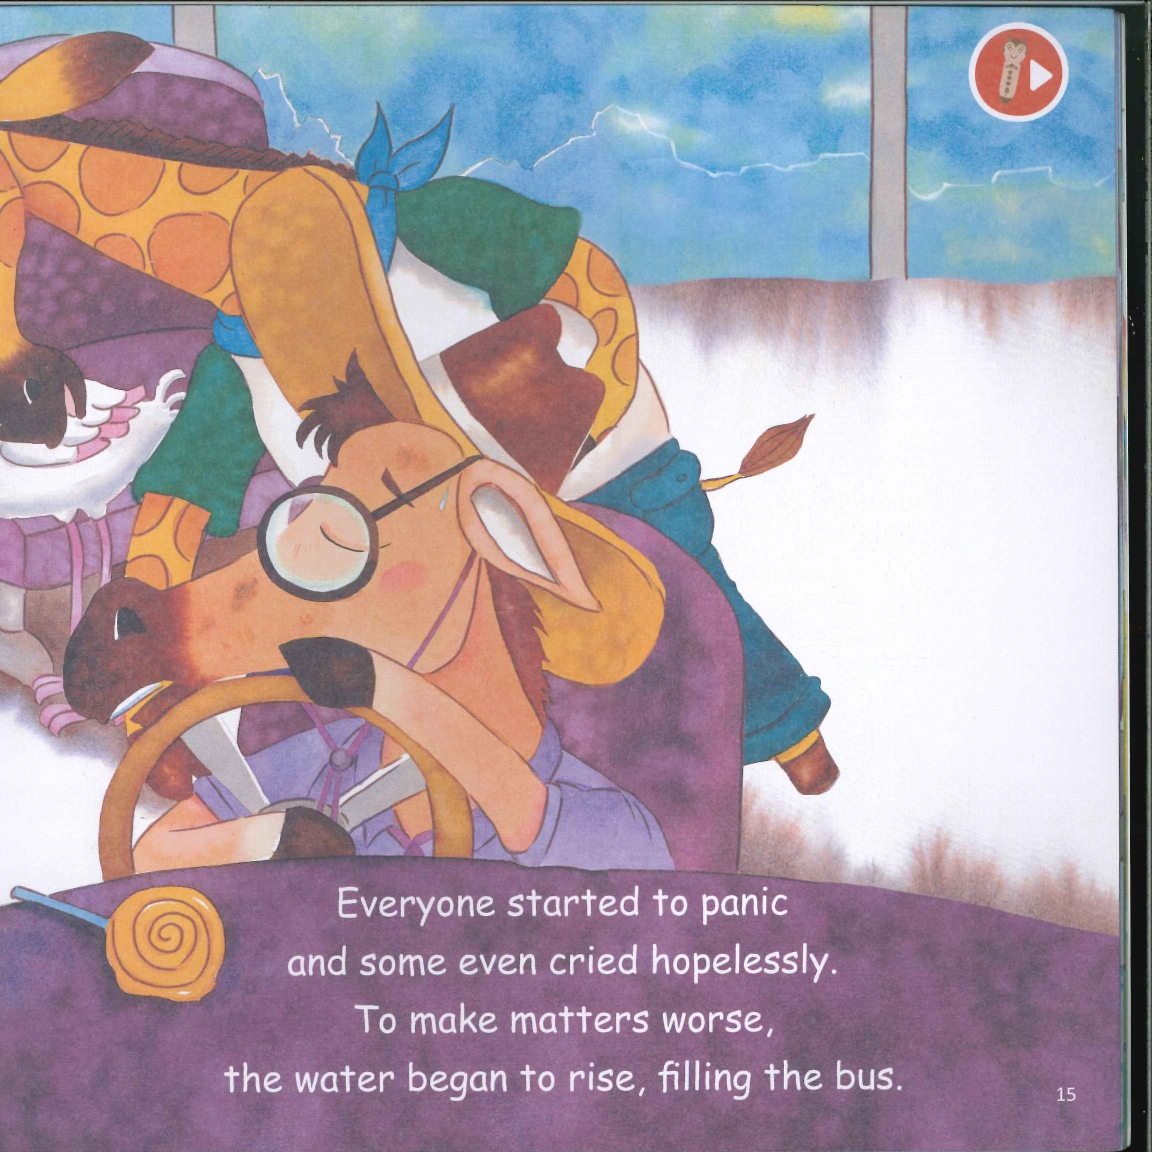 Everyone started to panic
and some even cried hopelessly.
To make matters worse,
the water began to rise, filling the bus.
15